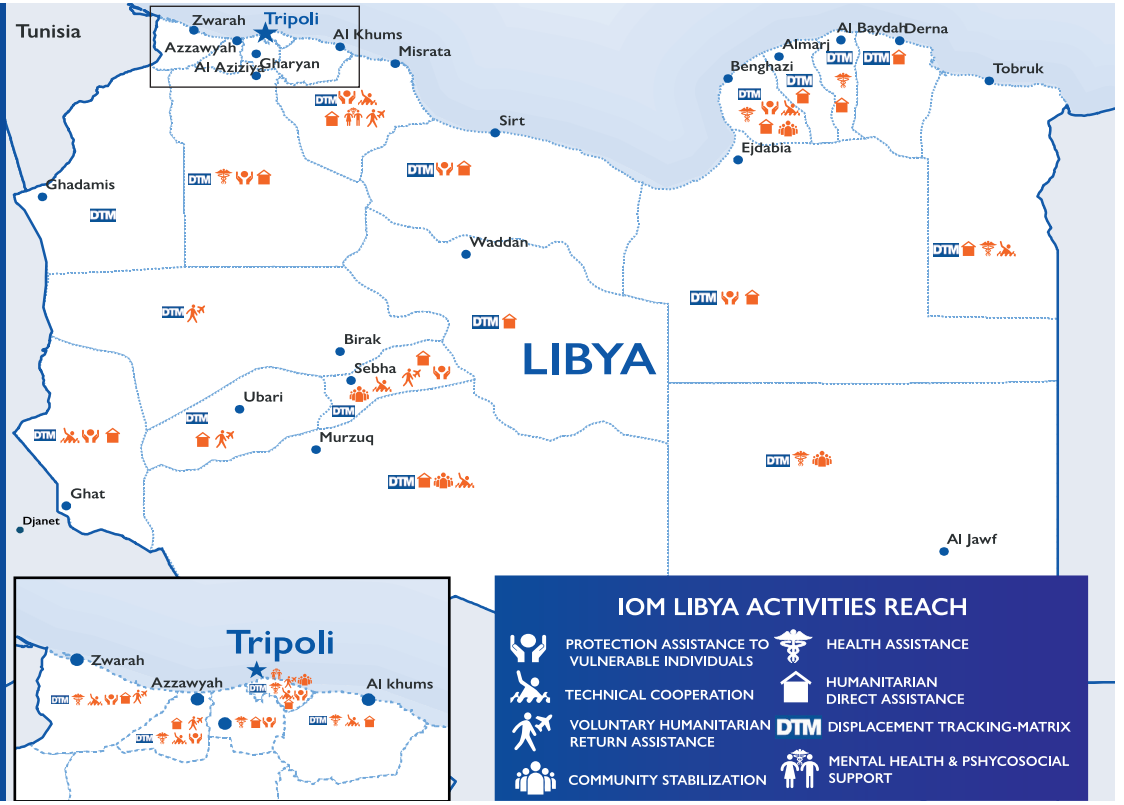 Tunisia
Zwarah
Tripoli
Azzawyah
Al Khums
Al Aziziya
Gharyan
Misrata
Al Baydah
Derna
Almarj
Benghazi
Tobruk
DTM
DTM
DTM
DTM
DTM
Sirt
Ejdabia
DTM
DTM
Ghadamis
DTM
Waddan
DTM
DTM
DTM
DTM
LIBYA
Birak
Sebha
Ubari
DTM
DTM
Murzuq
DTM
DTM
DTM
Ghat
Djanet
Al Jawf
Tripoli
Zwarah
Azzawyah
Al khums
DTM
DTM
DTM
DTM
IOM LIBYA ACTIVITIES REACH
PROTECTION ASSISTANCE TO
VULNERABLE INDIVIDUALS
TECHNICAL COOPERATION
VOLUNTARY HUMANITARIAN
RETURN ASSISTANCE
COMMUNITY STABILIZATION
HEALTH ASSISTANCE
HUMANITARIAN
DIRECT ASSISTANCE
DTM DISPLACEMENT TRACKING-MATRIX
MENTAL HEALTH & PSHYCOSOCIAL
SUPPORT